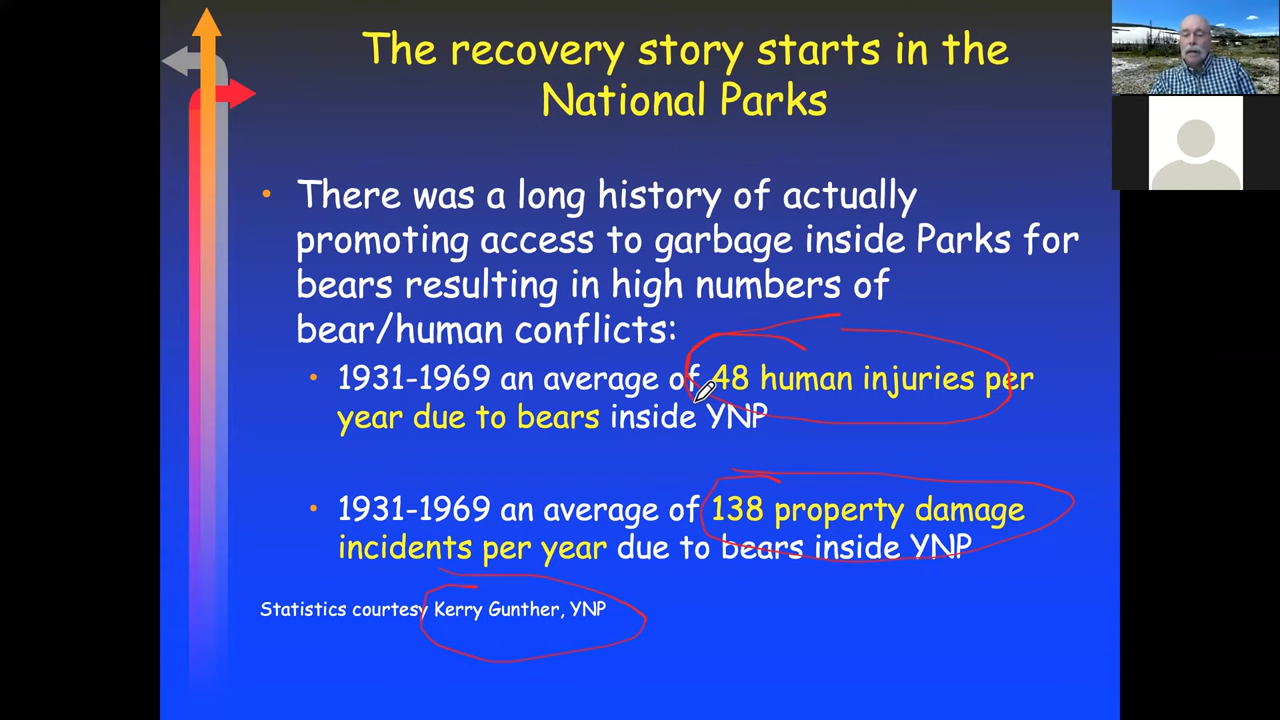 The recovery story starts in the
National Parks
• There was a long history of actually
promoting access to garbage inside Parks for
bears resulting in high numbers of
bear/human conflicts:
• 1931-1969 an average of 48 human injuries per
year due to bears inside YNP
• 1931-1969 an average of 138 property damage
incidents per year due to bears inside YNP
Statistics courtesy Kerry Gunther, YNP